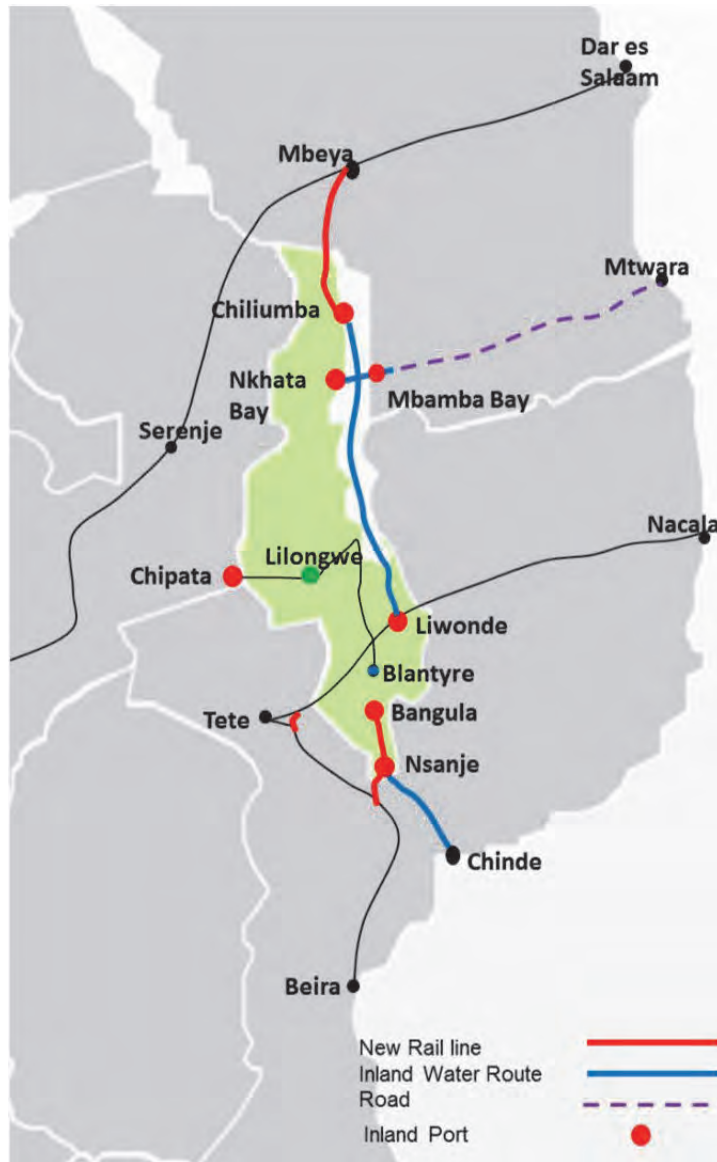 Dar es
Salaam
Mbeya
Mtwara
Chiliumba
Nkhata
Bay
Mbamba Bay
Serenje
Nacala
Chipata
Lilongwe
Liwonde
Blantyre
Tete
Bangula
Nsanje
Chinde
Beira
New Rail line
Inland Water Route
Road
Inland Port